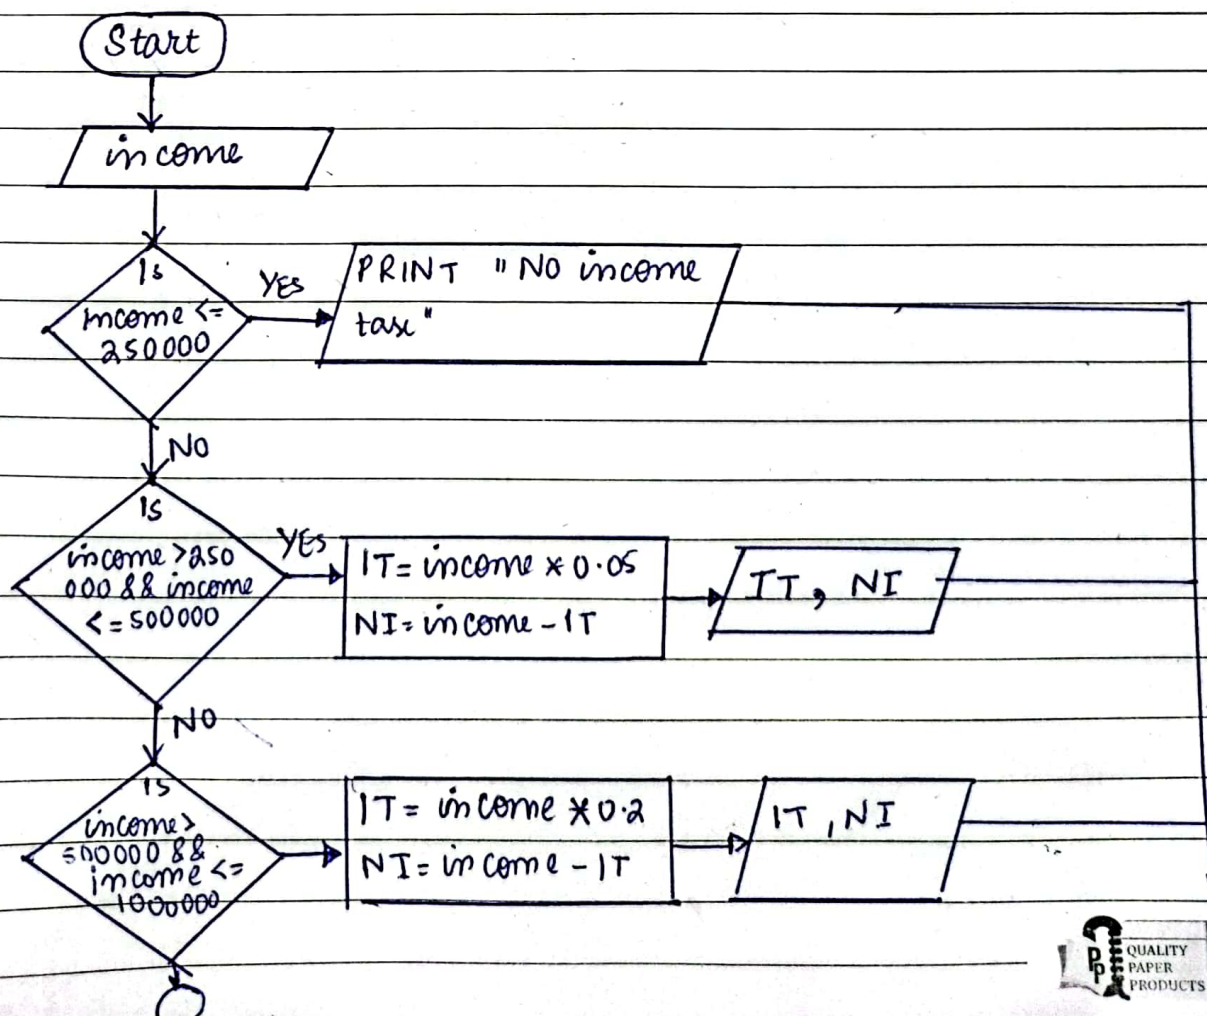 Start
income
Is
income <=
250000
YES
PRINT "NO income
tax"
NO
Is
income >250
000 && income
<= 500000
YES
IT= income * 0.05
NI= income - IT
IT, NI
NO
Is
income >
500000 &&
income <=
1000000
IT= income * 0.2
NI= income - IT
IT, NI
PP
QUALITY
PAPER
PRODUCTS